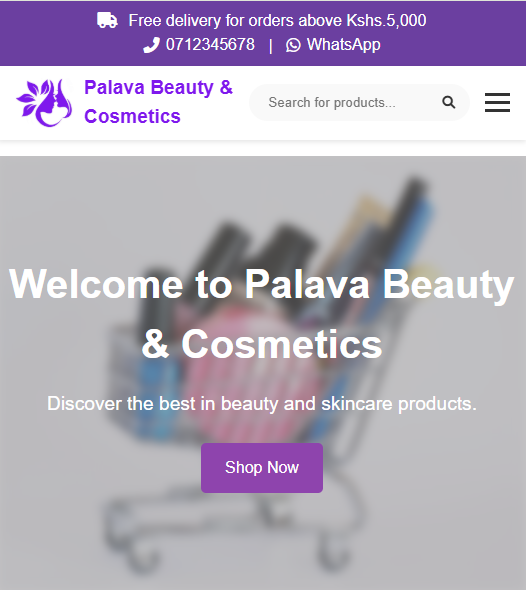 Free delivery for orders above Kshs.5,000
0712345678 | WhatsApp
Palava Beauty &
Cosmetics
Search for products...
Welcome to Palava Beauty
& Cosmetics
Discover the best in beauty and skincare products.
Shop Now